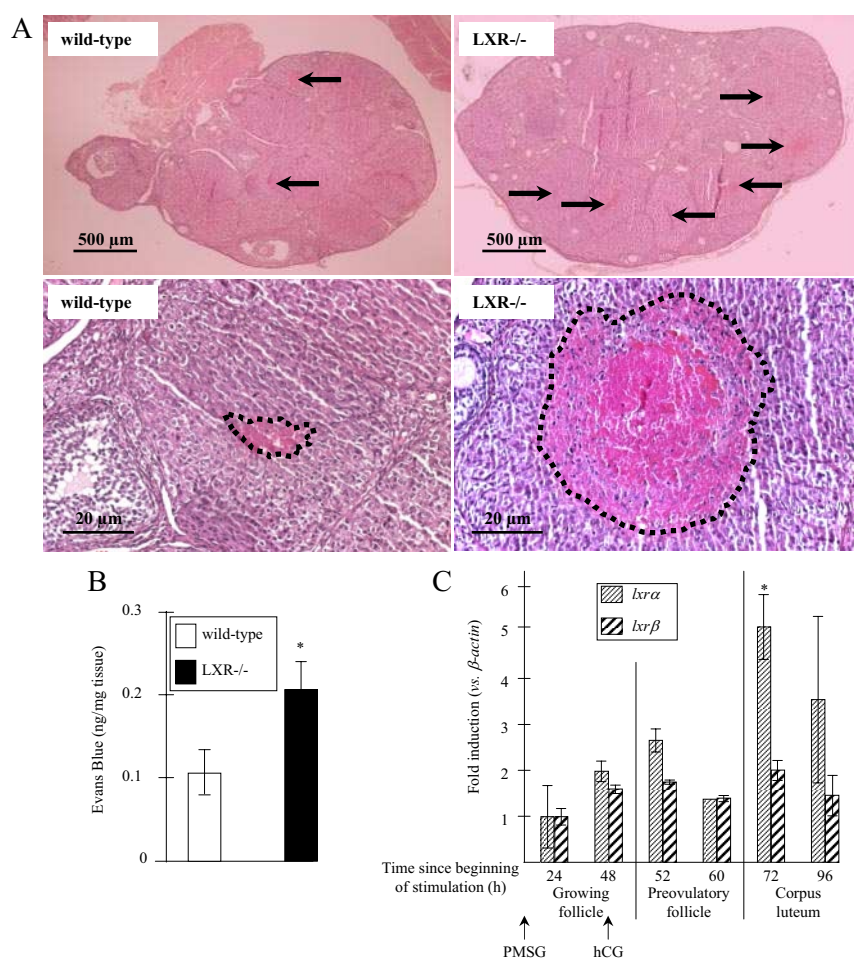 A
wild-type
LXR-/-
500 µm
500 µm
wild-type
LXR-/-
20 µm
20 µm
B
Evans Blue (ng/mg tissue)
0.3
0.2
0.1
0
wild-type
LXR-/-
*
C
Fold induction (vs. β-actin)
6
5
4
3
2
1
lxrα
lxrβ
*
Time since beginning
of stimulation (h)
24 48 52 60 72 96
Growing
follicle
Preovulatory
follicle
Corpus
luteum
PMSG
hCG